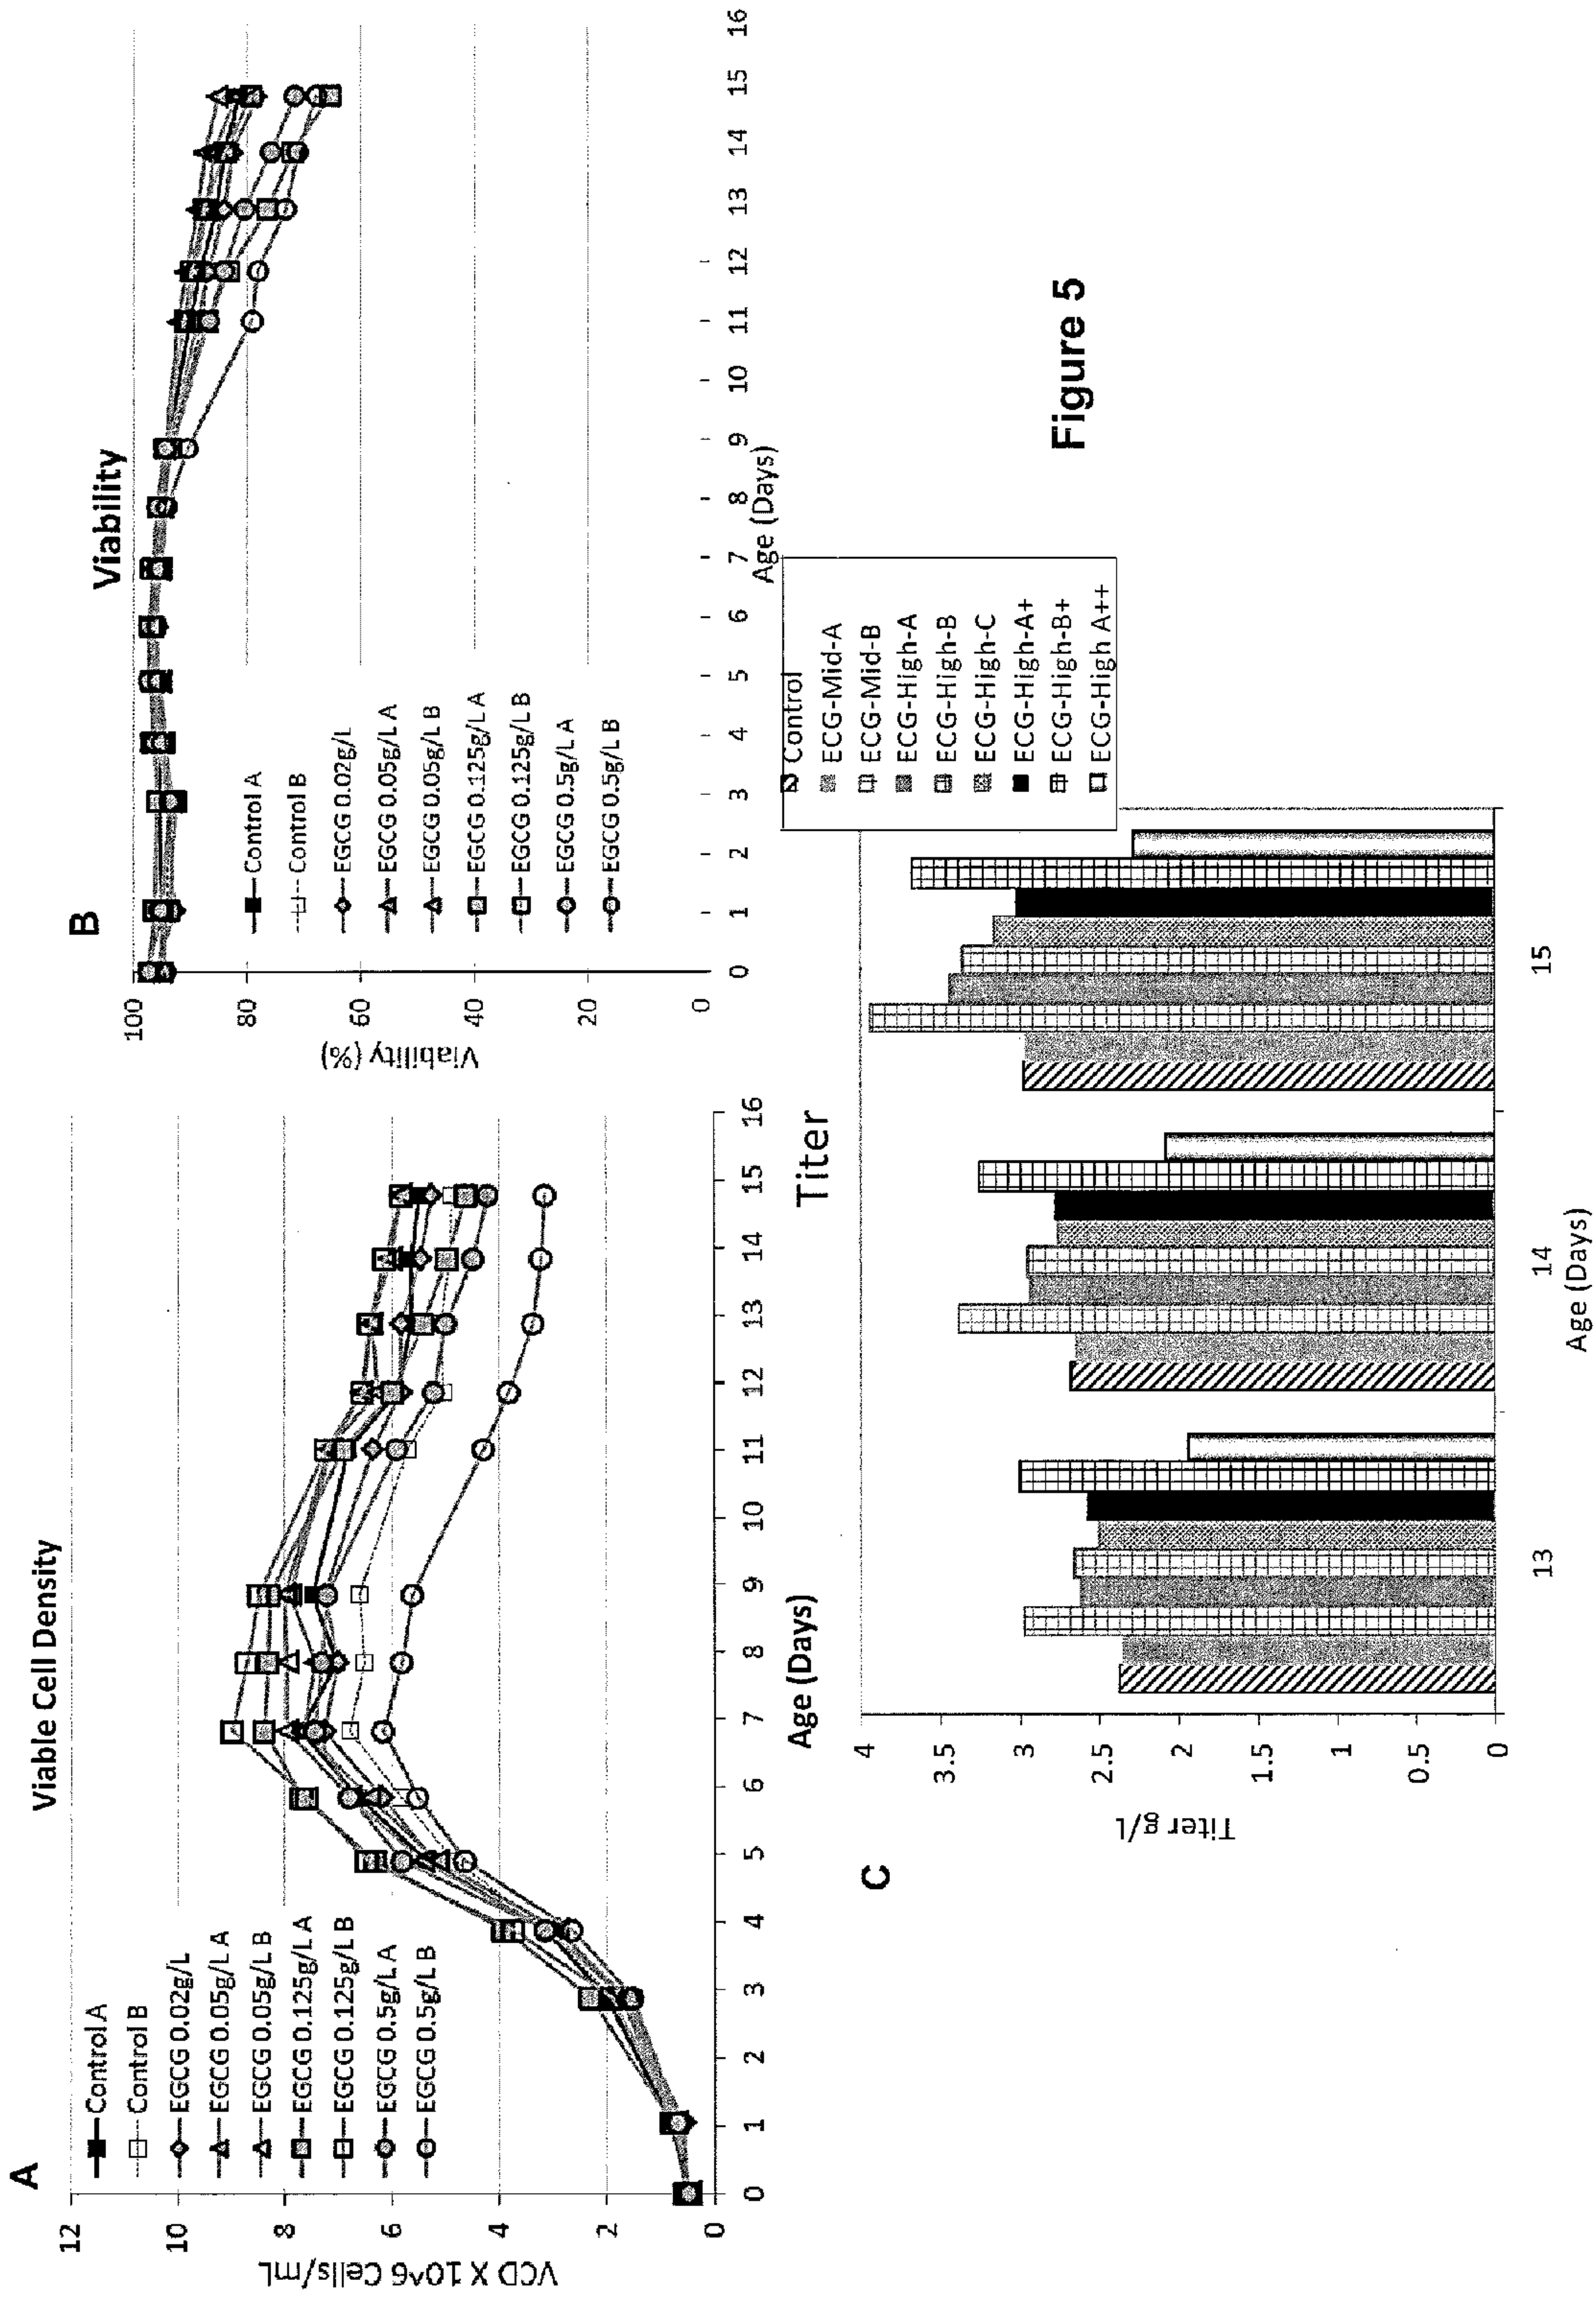 A
Viable Cell Density
12
10
8
6
4
2
0
VCD X 10^6 Cells/mL
Control A
Control B
EGCG 0.02g/L
EGCG 0.05g/L A
EGCG 0.05g/L B
EGCG 0.125g/L A
EGCG 0.125g/L B
EGCG 0.5g/L A
EGCG 0.5g/L B
0 1 2 3 4 5 6 7 8 9 10 11 12 13 14 15 16
Age (Days)
B
Viability
100
80
60
40
20
0
Viability (%)
Control A
Control B
EGCG 0.02g/L
EGCG 0.05g/L A
EGCG 0.05g/L B
EGCG 0.125g/L A
EGCG 0.125g/L B
EGCG 0.5g/L A
EGCG 0.5g/L B
0 1 2 3 4 5 6 7 8 9 10 11 12 13 14 15 16
Age (Days)
C
Titer
4
3.5
3
2.5
2
1.5
1
0.5
0
Titer g/L
13 14 15
Age (Days)
Control
ECG-Mid-A
ECG-Mid-B
ECG-High-A
ECG-High-B
ECG-High-C
ECG-High-A+
ECG-High-B+
ECG-High A++
Figure 5